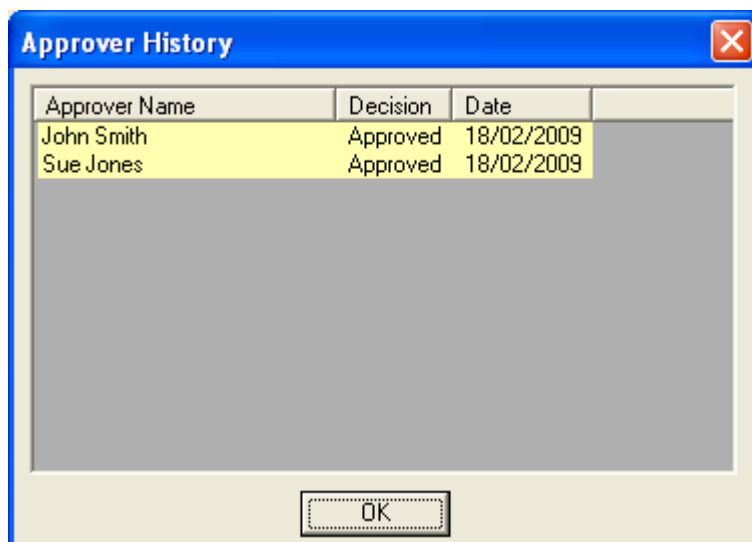 Approver History
Approver Name Decision Date
John Smith Approved 18/02/2009
Sue Jones Approved 18/02/2009
OK